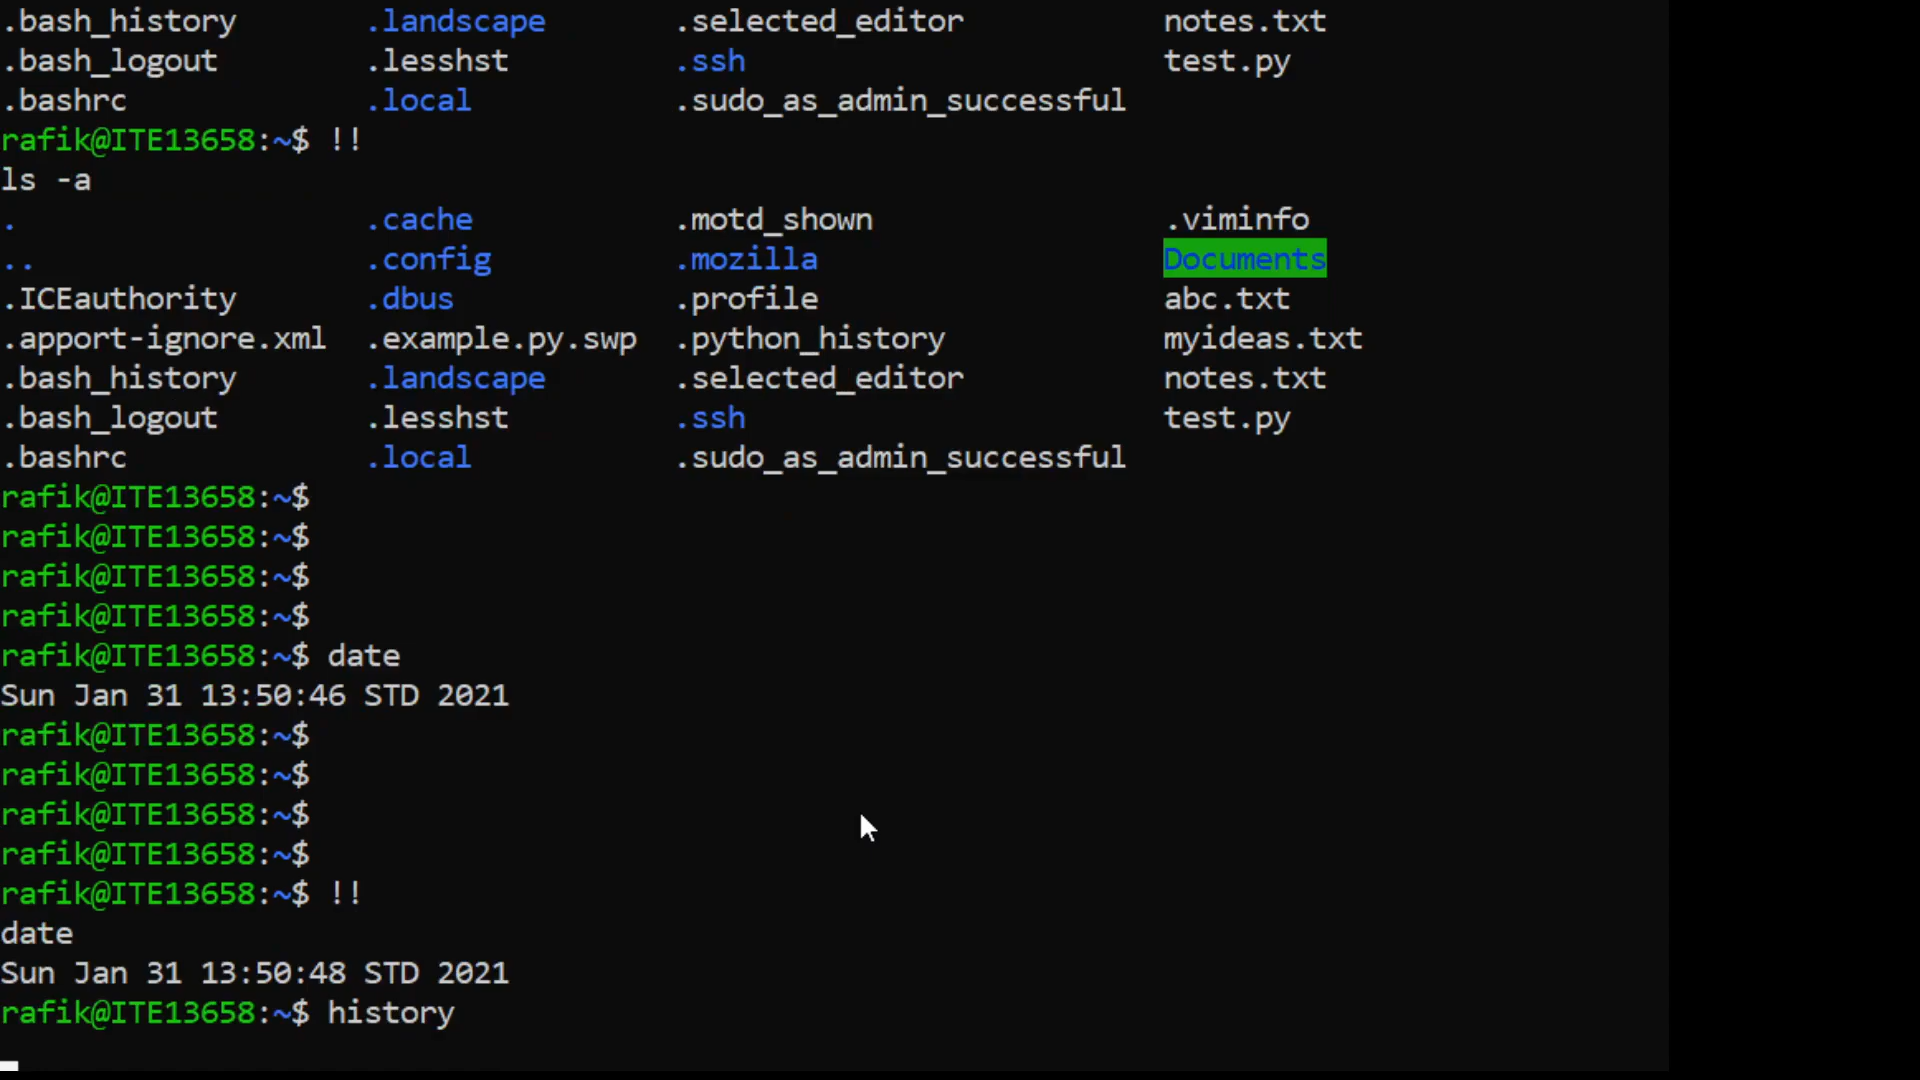 .bash_history .landscape .selected_editor notes.txt
.bash_logout .lesshst .ssh test.py
.bashrc .local .sudo_as_admin_successful
rafik@ITE13658:~$ !!
ls -a
. .cache .motd_shown .viminfo
.. .config .mozilla Documents
.ICEauthority .dbus .profile abc.txt
.apport-ignore.xml .example.py.swp .python_history myideas.txt
.bash_history .landscape .selected_editor notes.txt
.bash_logout .lesshst .ssh test.py
.bashrc .local .sudo_as_admin_successful
rafik@ITE13658:~$
rafik@ITE13658:~$
rafik@ITE13658:~$
rafik@ITE13658:~$
rafik@ITE13658:~$ date
Sun Jan 31 13:50:46 STD 2021
rafik@ITE13658:~$
rafik@ITE13658:~$
rafik@ITE13658:~$
rafik@ITE13658:~$
rafik@ITE13658:~$ !!
date
Sun Jan 31 13:50:48 STD 2021
rafik@ITE13658:~$ history